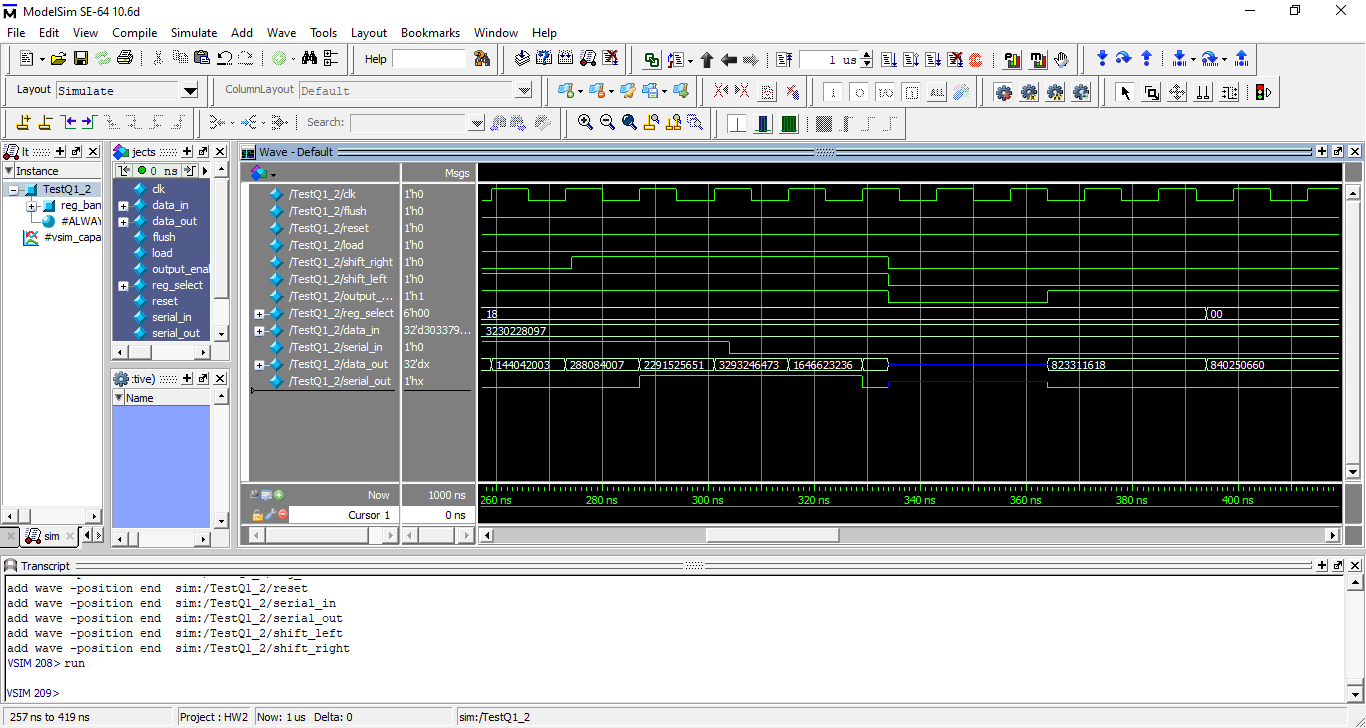 ModelSim SE-64 10.6d
File Edit View Compile Simulate Add Wave Tools Layout Bookmarks Window Help
Help 1 us
Layout Simulate ColumnLayout Default ALL
Search:
It jects Wave - Default
Instance 0 ns Msgs
TestQ1_2
reg_ban
#ALWAY
#vsim_capa
clk
data_in
data_out
flush
load
output_enal
reg_select
reset
serial_in
serial_out
:tive)
Name
/TestQ1_2/clk 1'h0
/TestQ1_2/flush 1'h0
/TestQ1_2/reset 1'h0
/TestQ1_2/load 1'h0
/TestQ1_2/shift_right 1'h0
/TestQ1_2/shift_left 1'h0
/TestQ1_2/output_... 1'h1
/TestQ1_2/reg_select 6'h00 18 00
/TestQ1_2/data_in 32'd303379... 3230228097
/TestQ1_2/serial_in 1'h0
/TestQ1_2/data_out 32'dx 144042003 288084007 2291525651 3293246473 1646623236 823311618 840250660
/TestQ1_2/serial_out 1'hx
Now 1000 ns 260 ns 280 ns 300 ns 320 ns 340 ns 360 ns 380 ns 400 ns
Cursor 1 0 ns
sim
Transcript
add wave -position end sim:/TestQ1_2/reset
add wave -position end sim:/TestQ1_2/serial_in
add wave -position end sim:/TestQ1_2/serial_out
add wave -position end sim:/TestQ1_2/shift_left
add wave -position end sim:/TestQ1_2/shift_right
VSIM 208> run
VSIM 209>
257 ns to 419 ns Project : HW2 Now: 1 us Delta: 0 sim:/TestQ1_2